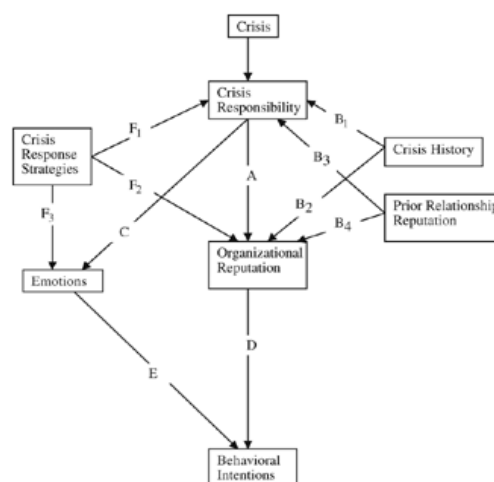 Crisis
Crisis
Responsibility
F1
B1
Crisis
Response
Strategies
Crisis History
B3
F2
A
B2
Prior Relationship
Reputation
F3
B4
C
Organizational
Reputation
Emotions
D
E
Behavioral
Intentions